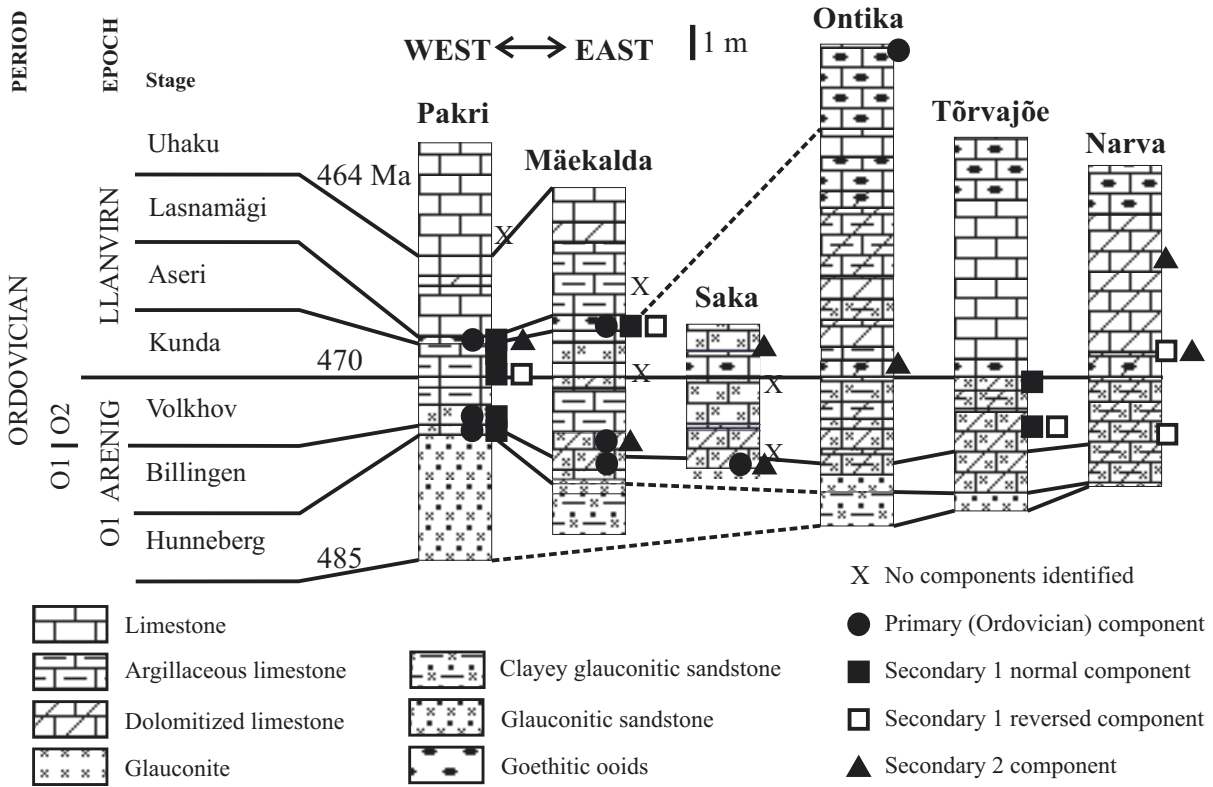 PERIOD
EPOCH
Stage
WEST EAST
1 m
Ontika
Pakri
Mäekalda
Saka
Tõrvajõe
Narva
Uhaku
464 Ma
Lasnamägi
Aseri
Kunda
470
Volkhov
Billingen
Hunneberg
485
ORDOVICIAN
LLANVIRN
O1 O2
O1 ARENIG
X
X
X
X
X
X No components identified
Limestone
Primary (Ordovician) component
Argillaceous limestone
Clayey glauconitic sandstone
Secondary 1 normal component
Dolomitized limestone
Glauconitic sandstone
Secondary 1 reversed component
Glauconite
Goethitic ooids
Secondary 2 component